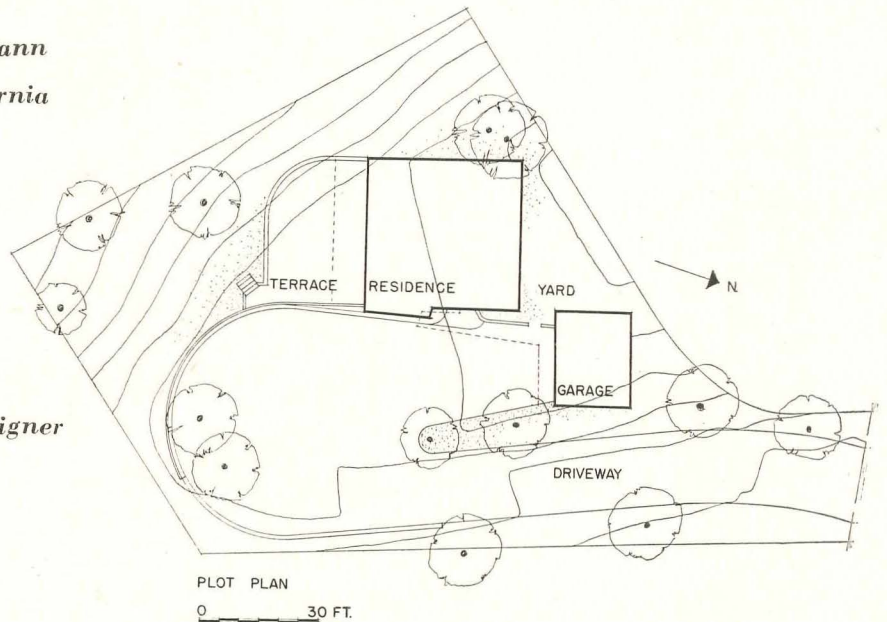 ann
rnia
TERRACE
RESIDENCE
YARD
N.
GARAGE
igner
DRIVEWAY
PLOT PLAN
0 30 FT.